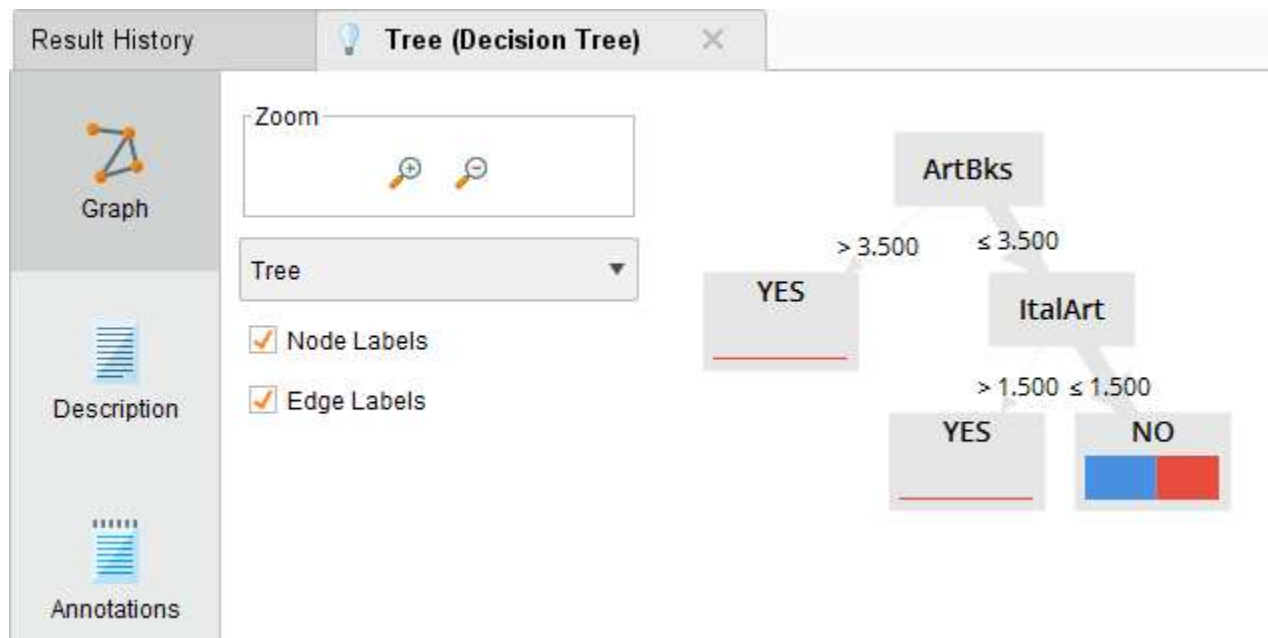 Result History
Tree (Decision Tree)
Graph
Description
Annotations
Zoom
Tree
Node Labels
Edge Labels
ArtBks
> 3.500
≤ 3.500
YES
ItalArt
> 1.500
≤ 1.500
YES
NO